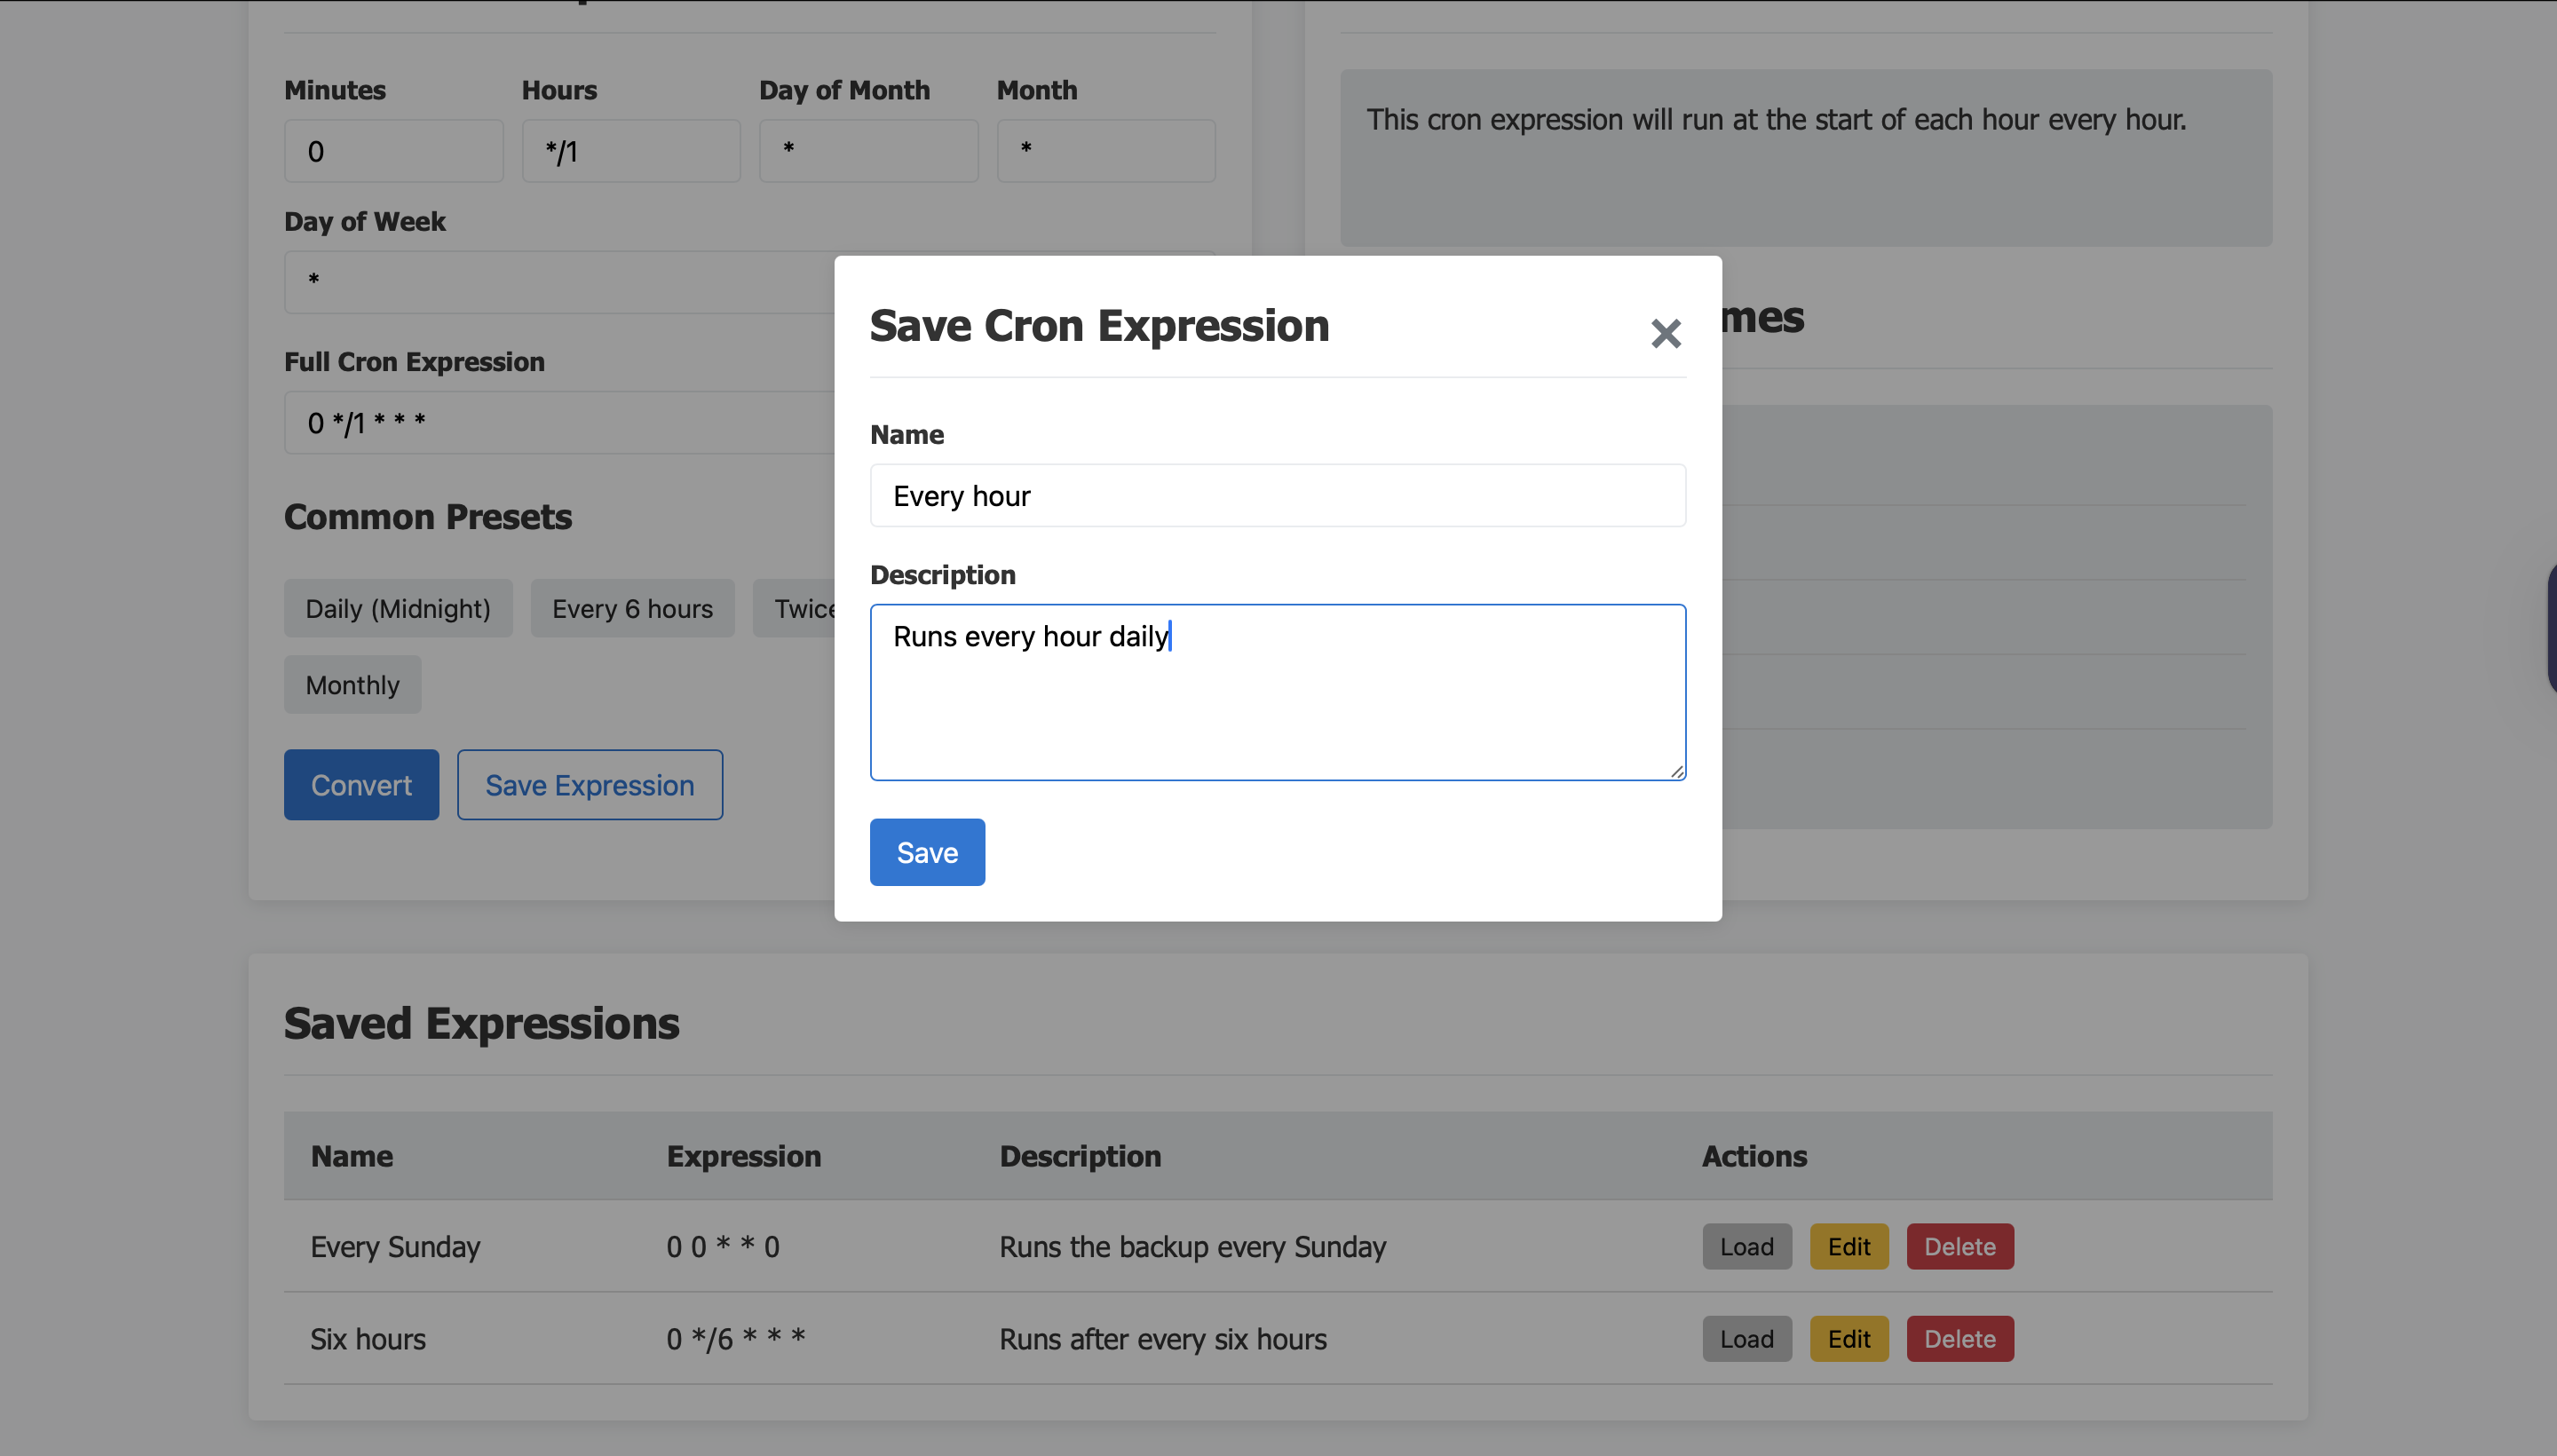 Minutes
Hours
Day of Month
Month
0
*/1
*
*
Day of Week
*
Full Cron Expression
0 */1 * * *
Common Presets
Daily (Midnight)
Every 6 hours
Twice
Monthly
Convert
Save Expression
This cron expression will run at the start of each hour every hour.
mes
Save Cron Expression
×
Name
Every hour
Description
Runs every hour daily
Save
Saved Expressions
Name Expression Description Actions
Every Sunday 0 0 * * 0 Runs the backup every Sunday Load Edit Delete
Six hours 0 */6 * * * Runs after every six hours Load Edit Delete